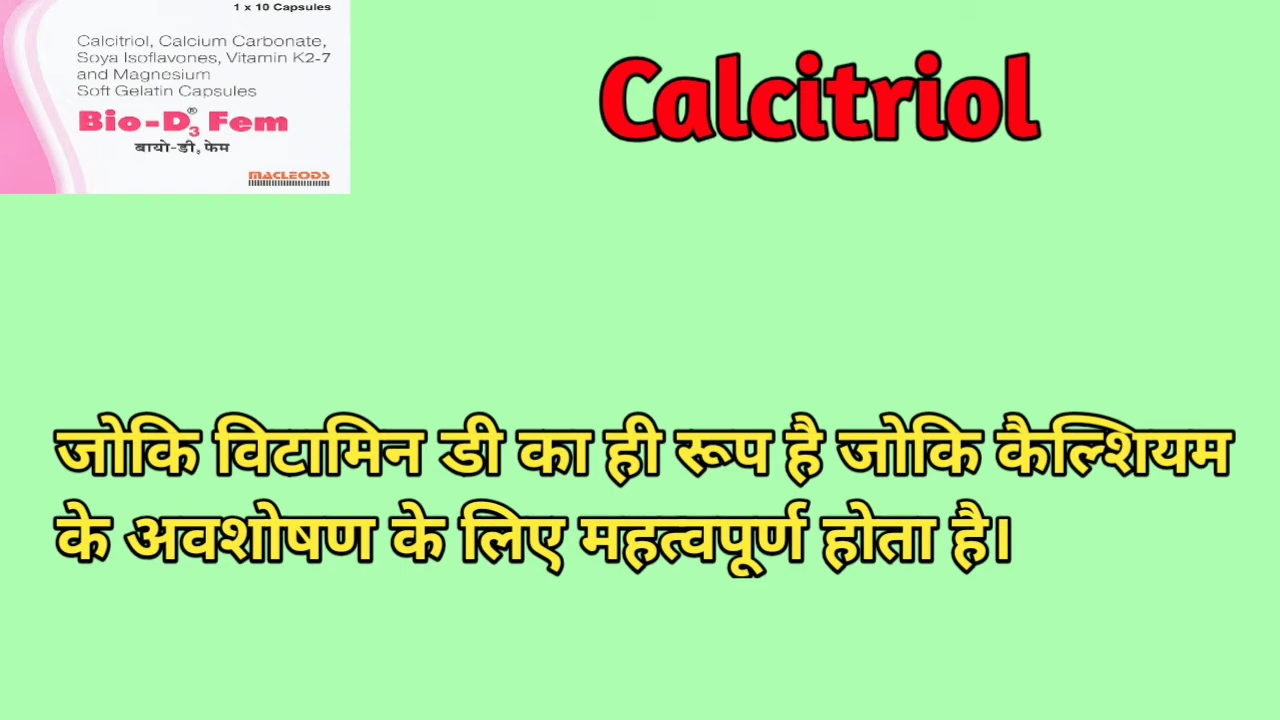 1 x 10 Capsules
Calcitriol, Calcium Carbonate,
Soya Isoflavones, Vitamin K2-7
and Magnesium
Soft Gelatin Capsules
Bio-D₃® Fem
बायो-डी₃ फेम
MACLEODS
Calcitriol
जोकि विटामिन डी का ही रूप है जोकि कैल्शियम
के अवशोषण के लिए महत्वपूर्ण होता है।